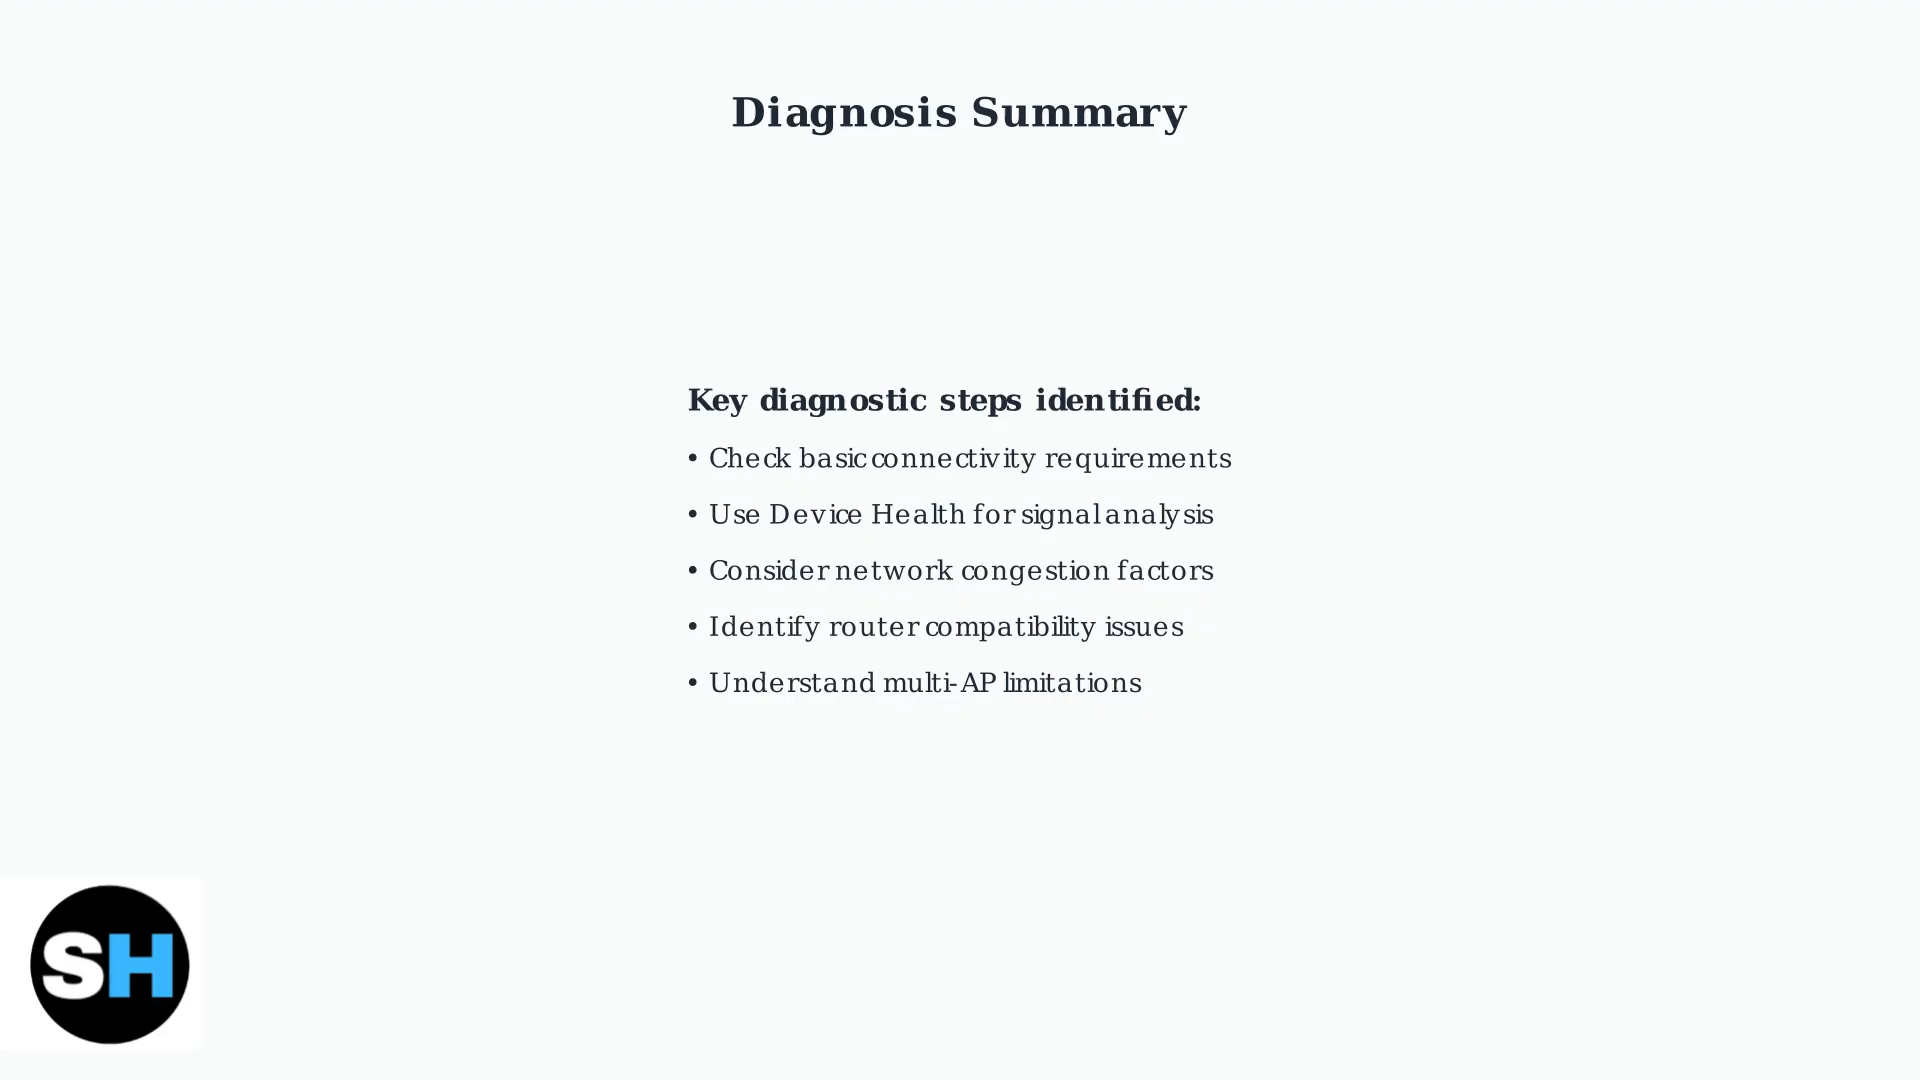 Diagnosis Summary
Key diagnostic steps identified:
• Check basic connectivity requirements
• Use Device Health for signal analysis
• Consider network congestion factors
• Identify router compatibility issues
• Understand multi-AP limitations
SH